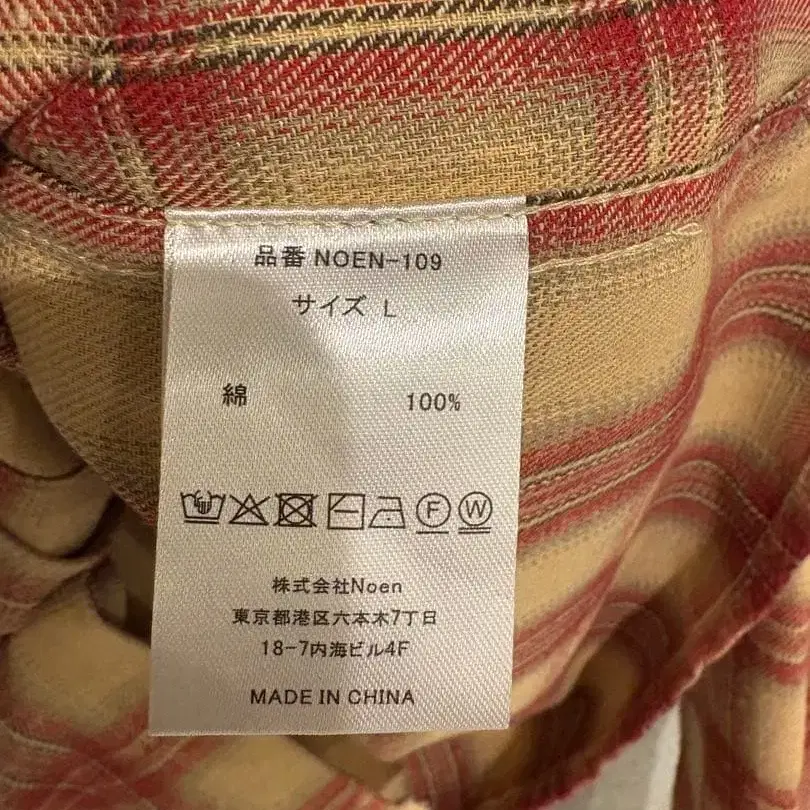 品番 NOEN-109
サイズ L
綿 100%
F W
株式会社Noen
東京都港区六本木7丁目
18-7内海ビル4F
MADE IN CHINA